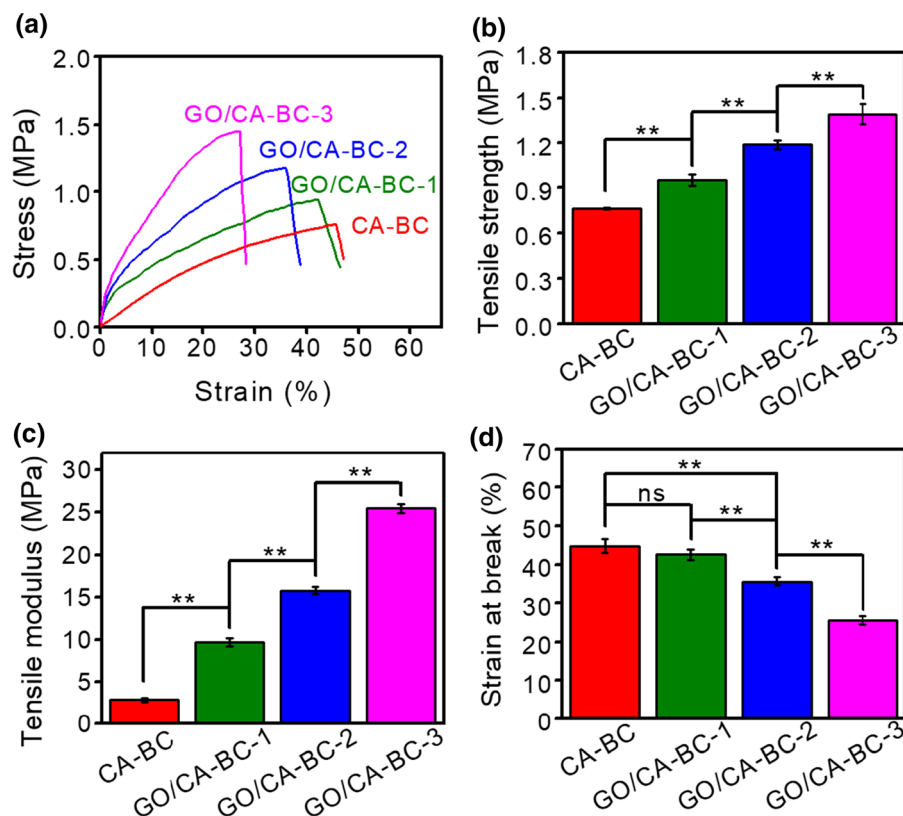 (a)
2.0
1.5
1.0
0.5
0.0
Stress (MPa)
GO/CA-BC-3
GO/CA-BC-2
GO/CA-BC-1
CA-BC
0 10 20 30 40 50 60
Strain (%)
(b)
1.8
1.5
1.2
0.9
0.6
0.3
0.0
Tensile strength (MPa)
**
**
**
CA-BC
GO/CA-BC-1
GO/CA-BC-2
GO/CA-BC-3
(c)
30
25
20
15
10
5
0
Tensile modulus (MPa)
**
**
**
CA-BC
GO/CA-BC-1
GO/CA-BC-2
GO/CA-BC-3
(d)
70
60
50
40
30
20
10
0
Strain at break (%)
**
ns
**
**
CA-BC
GO/CA-BC-1
GO/CA-BC-2
GO/CA-BC-3